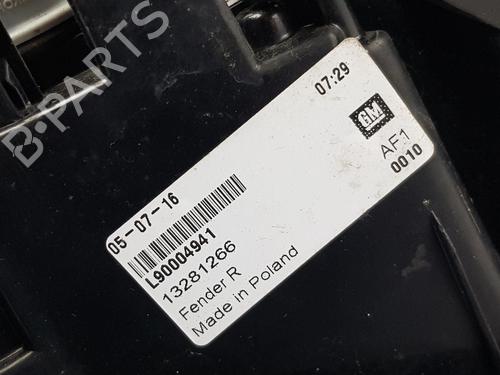 B-PARTS
05-07-16
07:29
L90004941
13281266
Fender R
Made in Poland
GM
AF1
0010